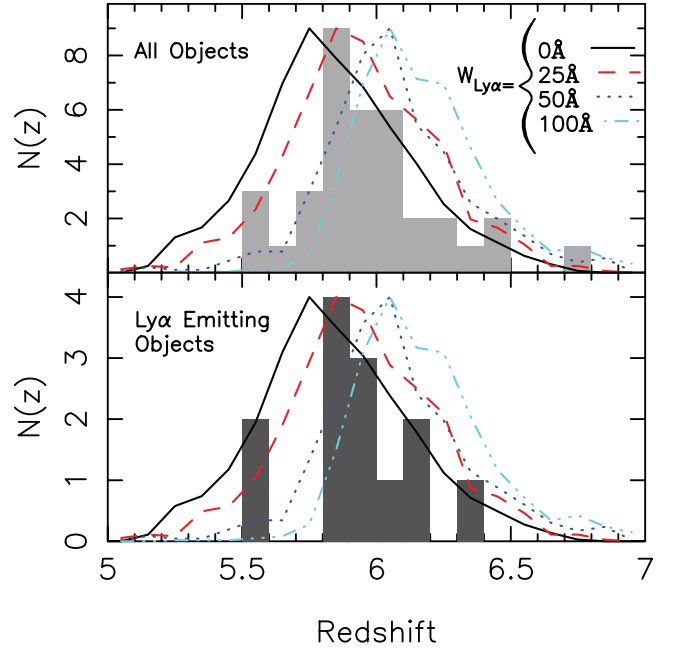 All Objects
W_Lyα=
0Å
25Å
50Å
100Å
N(z)
8
6
4
2
Lyα Emitting
Objects
N(z)
4
3
2
1
0
5 5.5 6 6.5 7
Redshift